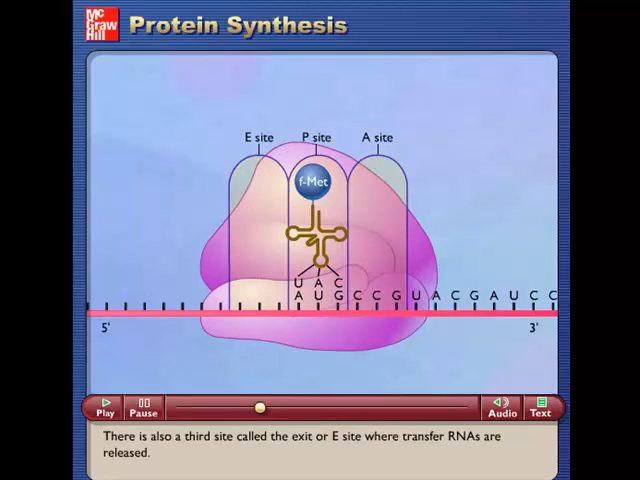 Mc
Graw
Hill
Protein Synthesis
E site P site A site
f-Met
U A C
A U G C C G U A C G A U C C
5' 3'
Play Pause Audio Text
There is also a third site called the exit or E site where transfer RNAs are
released.